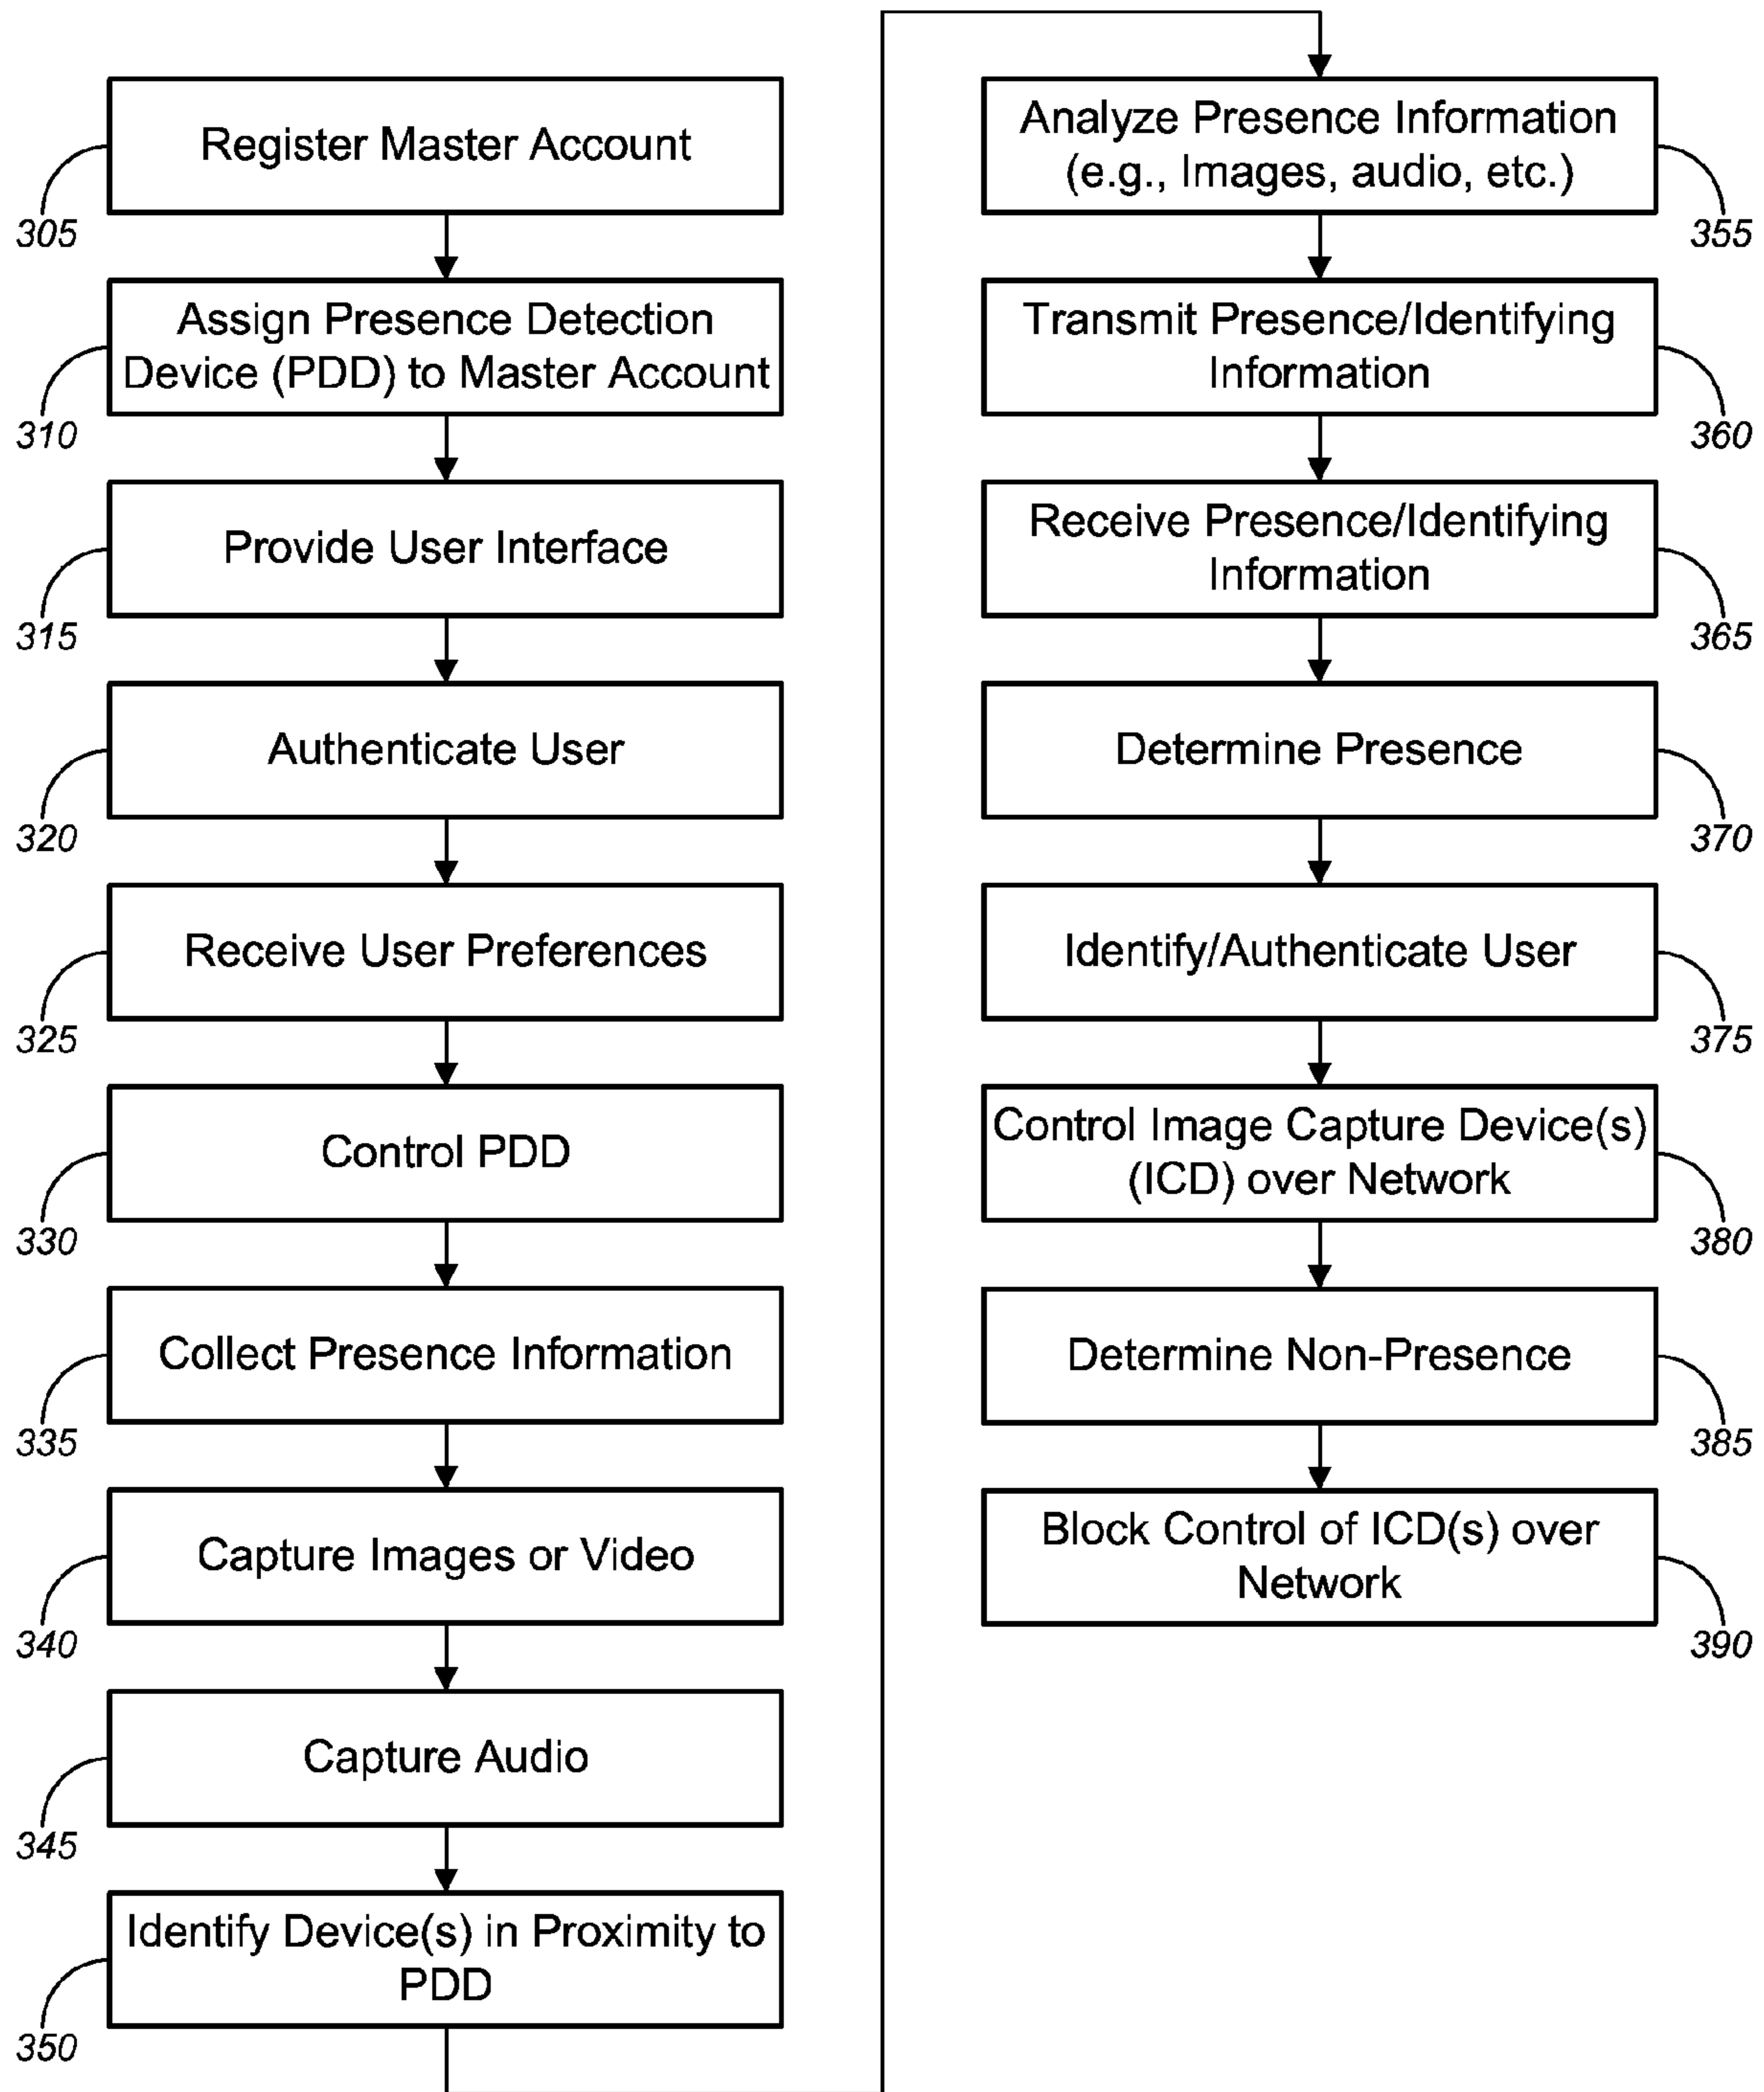 Register Master Account
305
Assign Presence Detection
Device (PDD) to Master Account
310
Provide User Interface
315
Authenticate User
320
Receive User Preferences
325
Control PDD
330
Collect Presence Information
335
Capture Images or Video
340
Capture Audio
345
Identify Device(s) in Proximity to
PDD
350
Analyze Presence Information
(e.g., Images, audio, etc.)
355
Transmit Presence/Identifying
Information
360
Receive Presence/Identifying
Information
365
Determine Presence
370
Identify/Authenticate User
375
Control Image Capture Device(s)
(ICD) over Network
380
Determine Non-Presence
385
Block Control of ICD(s) over
Network
390